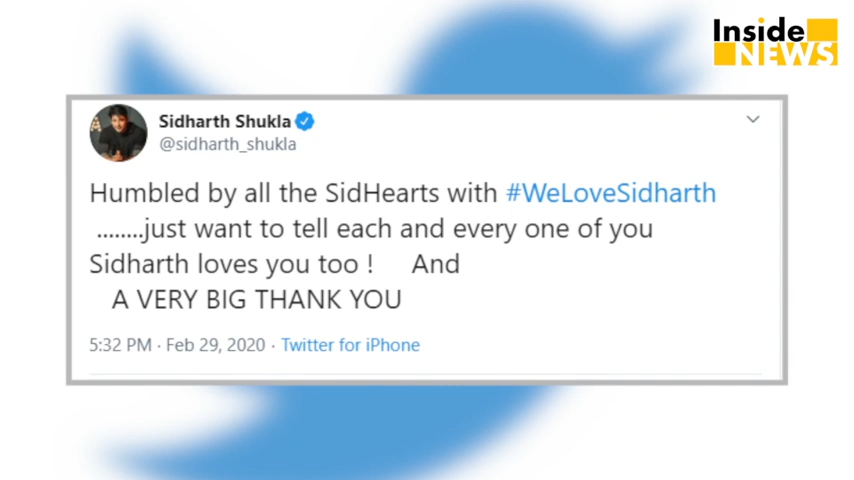 Inside
NEWS
Sidharth Shukla
@sidharth_shukla
Humbled by all the SidHearts with #WeLoveSidharth
........just want to tell each and every one of you
Sidharth loves you too ! And
A VERY BIG THANK YOU
5:32 PM · Feb 29, 2020 · Twitter for iPhone